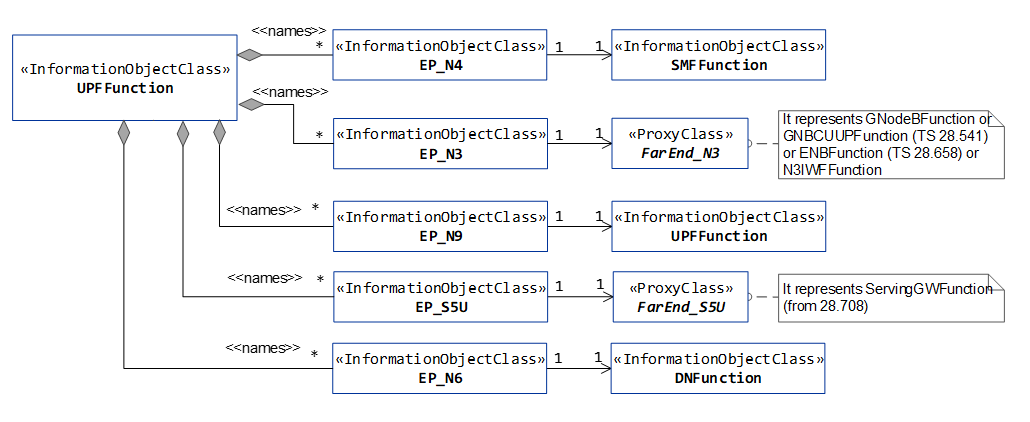 <<names>>
*
«InformationObjectClass»
UPFFunction
«InformationObjectClass»
EP_N4
1
1
«InformationObjectClass»
SMFFunction
<<names>>
*
«InformationObjectClass»
EP_N3
1
1
«ProxyClass»
FarEnd_N3
It represents GNodeBFunction or
GNBCUUPFunction (TS 28.541)
or ENBFunction (TS 28.658) or
N3IWFFunction
<<names>>
*
«InformationObjectClass»
EP_N9
1
1
«InformationObjectClass»
UPFFunction
<<names>>
*
«InformationObjectClass»
EP_S5U
1
1
«ProxyClass»
FarEnd_S5U
It represents ServingGWFunction
(from 28.708)
<<names>>
*
«InformationObjectClass»
EP_N6
1
1
«InformationObjectClass»
DNFunction